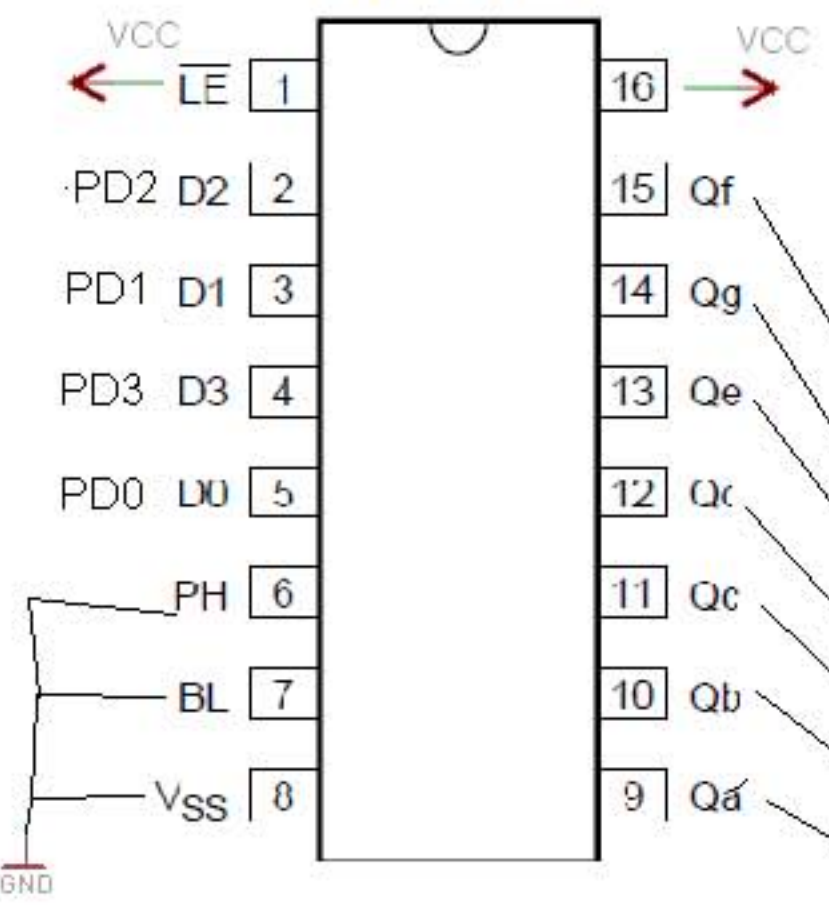 VCC
VCC
LE 1
16
PD2 D2 2
15 Qf
PD1 D1 3
14 Qg
PD3 D3 4
13 Qe
PD0 D0 5
12
PH 6
11 Qc
BL 7
10 Qb
VSS 8
9 Qa
GND